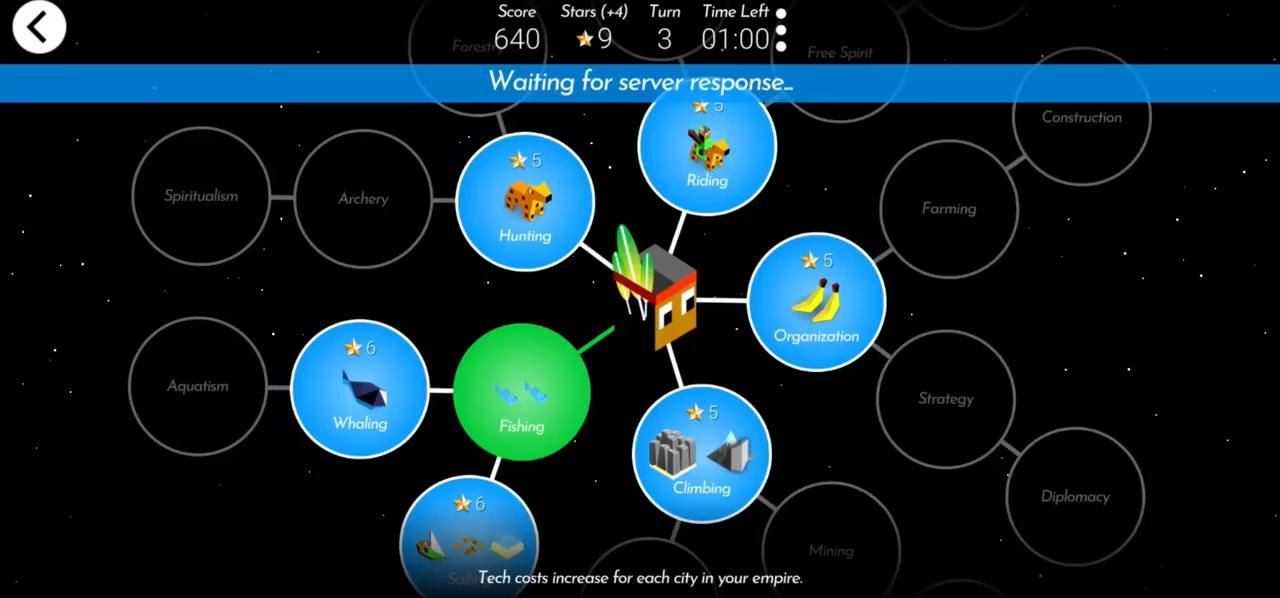 Score
Stars (+4)
Turn
Time Left
640
9
3
01:00
Free Spirit
Waiting for server response...
5
Riding
Construction
5
Hunting
Spiritualism
Archery
Farming
5
Organization
6
Whaling
Fishing
Aquatism
5
Climbing
Strategy
6
Diplomacy
Mining
Tech costs increase for each city in your empire.